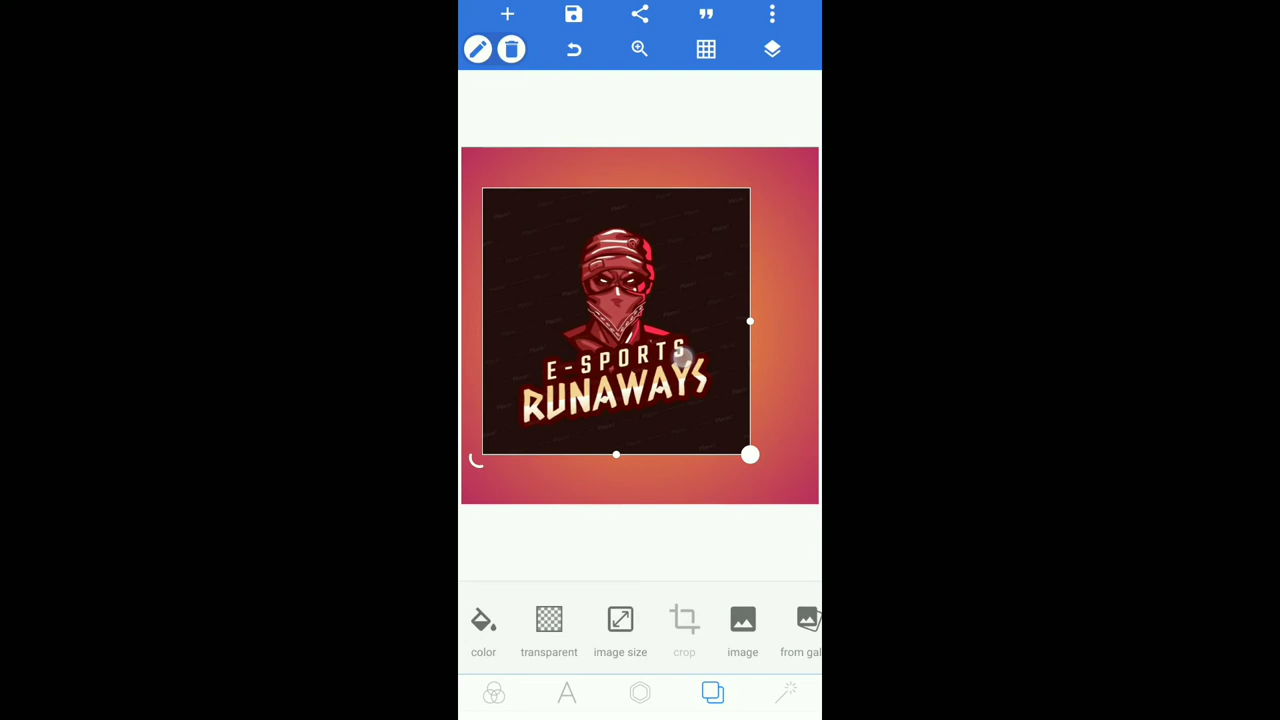 E-SPORTS
RUNAWAYS
color
transparent
image size
crop
image
from gal